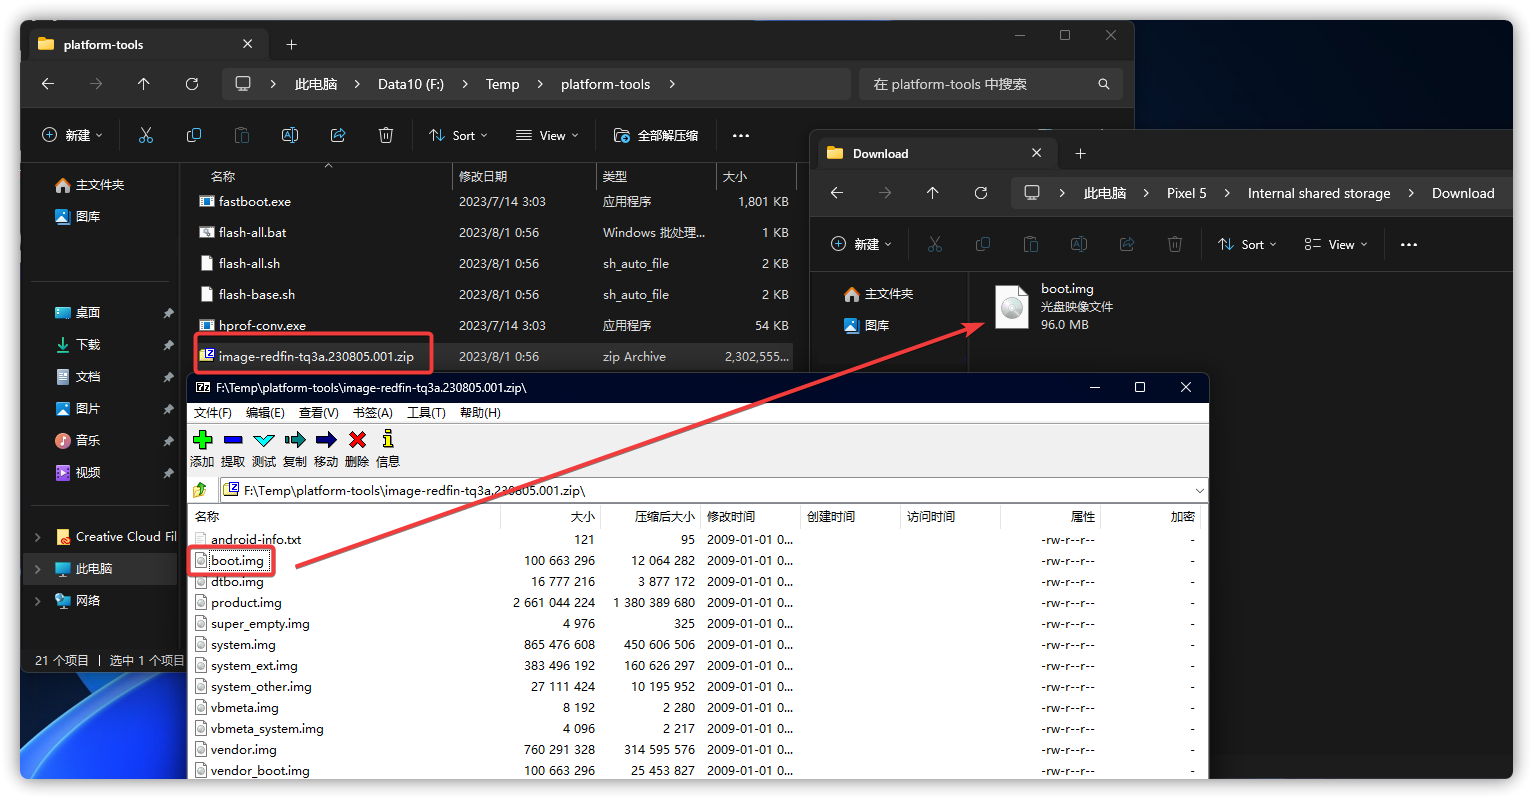 platform-tools
此电脑 Data10 (F:) Temp platform-tools
在 platform-tools 中搜索
新建 Sort View 全部解压缩
主文件夹
图库
桌面
下载
文档
图片
音乐
视频
Creative Cloud Fil
此电脑
网络
21 个项目 选中 1 个项目
名称 修改日期 类型 大小
fastboot.exe 2023/7/14 3:03 应用程序 1,801 KB
flash-all.bat 2023/8/1 0:56 Windows 批处理... 1 KB
flash-all.sh 2023/8/1 0:56 sh_auto_file 2 KB
flash-base.sh 2023/8/1 0:56 sh_auto_file 2 KB
hprof-conv.exe 2023/7/14 3:03 应用程序 54 KB
image-redfin-tq3a.230805.001.zip 2023/8/1 0:56 zip Archive 2,302,555...
Download
此电脑 Pixel 5 Internal shared storage Download
新建 Sort View
主文件夹
图库
boot.img
光盘映像文件
96.0 MB
F:\Temp\platform-tools\image-redfin-tq3a.230805.001.zip\
文件(F) 编辑(E) 查看(V) 书签(A) 工具(T) 帮助(H)
添加 提取 测试 复制 移动 删除 信息
F:\Temp\platform-tools\image-redfin-tq3a.230805.001.zip\
名称 大小 压缩后大小 修改时间 创建时间 访问时间 属性 加密
android-info.txt 121 95 2009-01-01 0... -rw-r--r-- -
boot.img 100 663 296 12 064 282 2009-01-01 0... -rw-r--r-- -
dtbo.img 16 777 216 3 877 172 2009-01-01 0... -rw-r--r-- -
product.img 2 661 044 224 1 380 389 680 2009-01-01 0... -rw-r--r-- -
super_empty.img 4 976 325 2009-01-01 0... -rw-r--r-- -
system.img 865 476 608 450 606 506 2009-01-01 0... -rw-r--r-- -
system_ext.img 383 496 192 160 626 297 2009-01-01 0... -rw-r--r-- -
system_other.img 27 111 424 10 195 952 2009-01-01 0... -rw-r--r-- -
vbmeta.img 8 192 2 280 2009-01-01 0... -rw-r--r-- -
vbmeta_system.img 4 096 2 217 2009-01-01 0... -rw-r--r-- -
vendor.img 760 291 328 314 595 576 2009-01-01 0... -rw-r--r-- -
vendor_boot.img 100 663 296 25 453 827 2009-01-01 0... -rw-r--r-- -